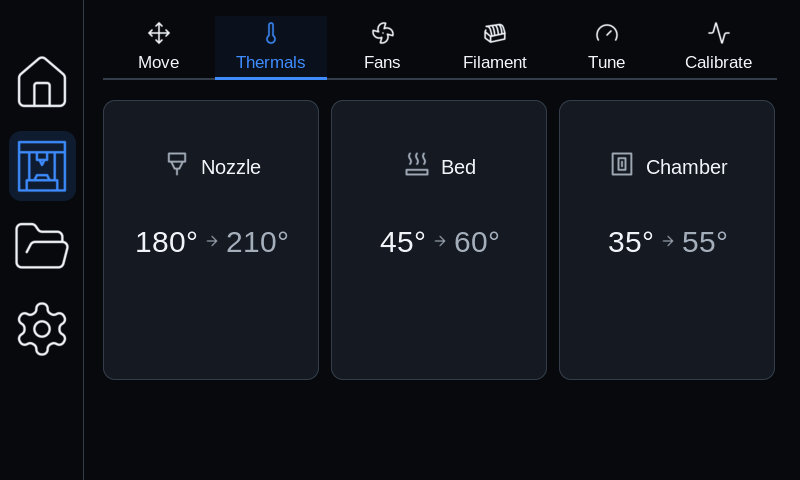 Move Thermals Fans Filament Tune Calibrate
Nozzle Bed Chamber
180° → 210° 45° → 60° 35° → 55°